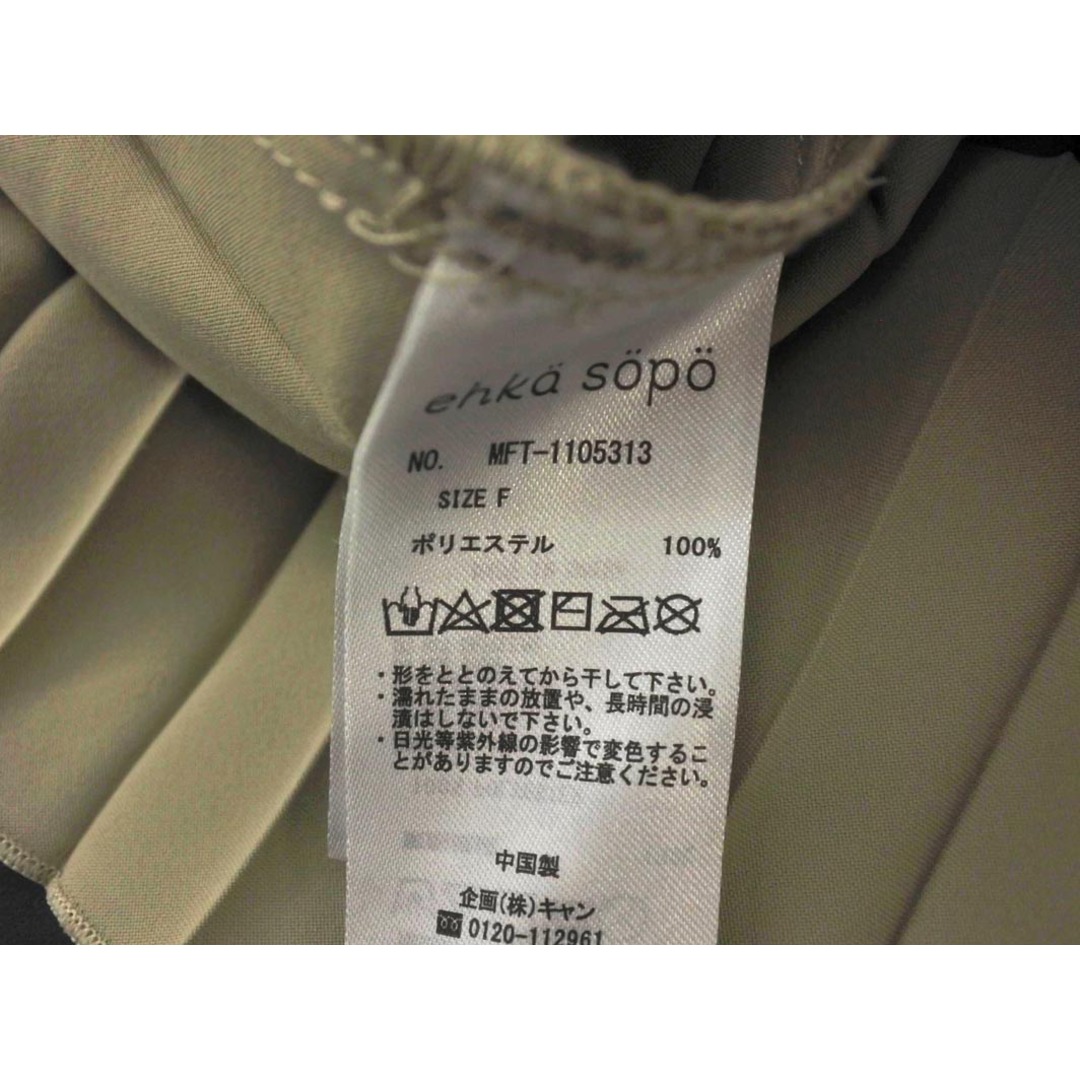 ehkä söpö
NO. MFT-1105313
SIZE F
ポリエステル 100%
・形をととのえてから干して下さい。
・濡れたままの放置や、長時間の浸
漬はしないで下さい。
・日光等紫外線の影響で変色するこ
とがありますのでご注意ください。
中国製
企画(株)キャン
0120-112961